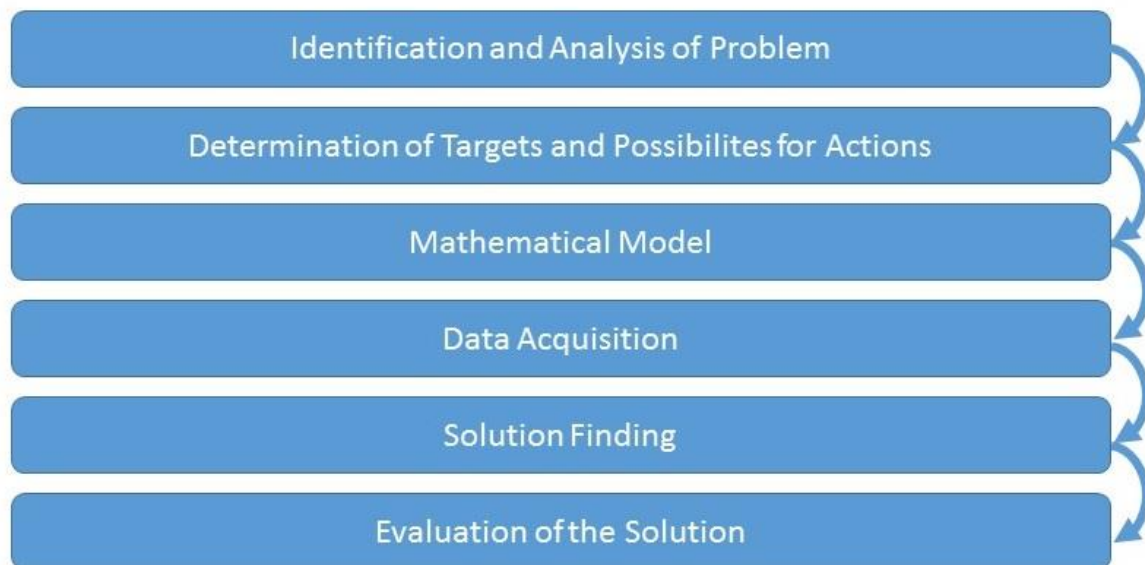 Identification and Analysis of Problem
Determination of Targets and Possibilites for Actions
Mathematical Model
Data Acquisition
Solution Finding
Evaluation of the Solution